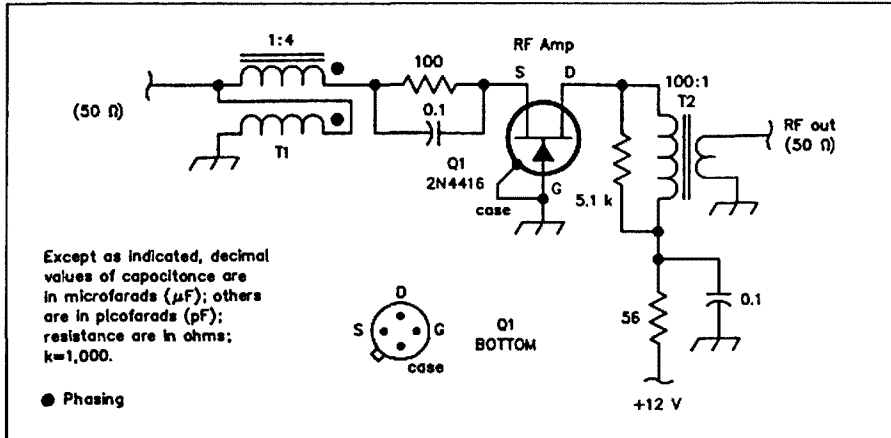 1:4
RF Amp
100
S
D
100:1
T2
(50 Ω)
0.1
RF out
(50 Ω)
T1
Q1
2N4416
G
5.1 k
case
Except as indicated, decimal
values of capacitonce are
in microfarads (μF); others
are in picofarads (pF);
resistance are in ohms;
k=1,000.
D
S
G
Q1
BOTTOM
case
56
0.1
Phasing
+12 V